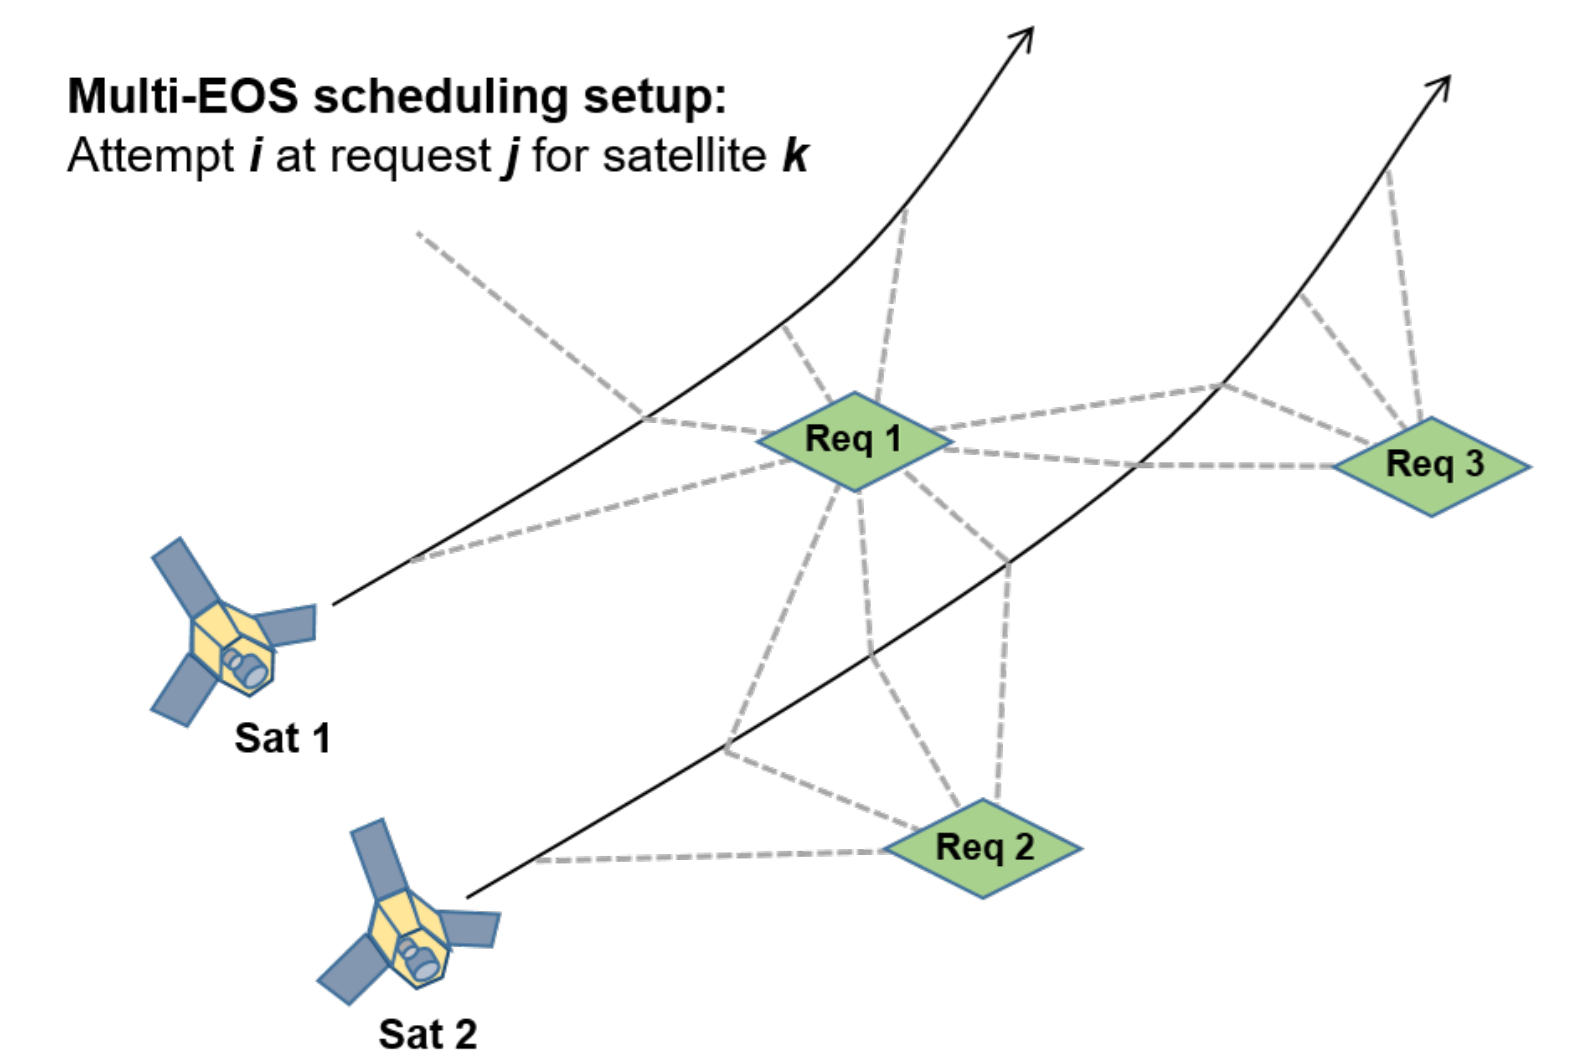 Multi-EOS scheduling setup:
Attempt i at request j for satellite k
Req 1
Req 3
Sat 1
Req 2
Sat 2